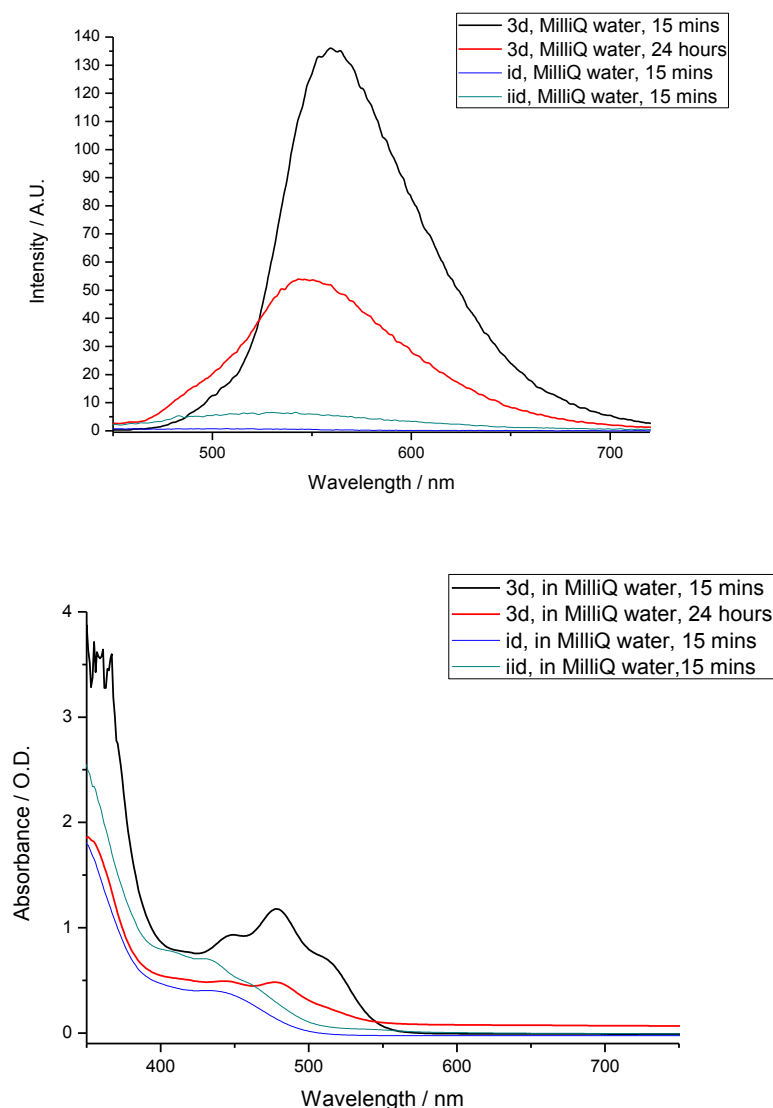 3d, MilliQ water, 15 mins
3d, MilliQ water, 24 hours
id, MilliQ water, 15 mins
iid, MilliQ water, 15 mins
140
130
120
110
100
90
80
70
60
50
40
30
20
10
0
Intensity / A.U.
500 600 700
Wavelength / nm
3d, in MilliQ water, 15 mins
3d, in MilliQ water, 24 hours
id, in MilliQ water, 15 mins
iid, in MilliQ water,15 mins
4
3
2
1
0
Absorbance / O.D.
400 500 600 700
Wavelength / nm